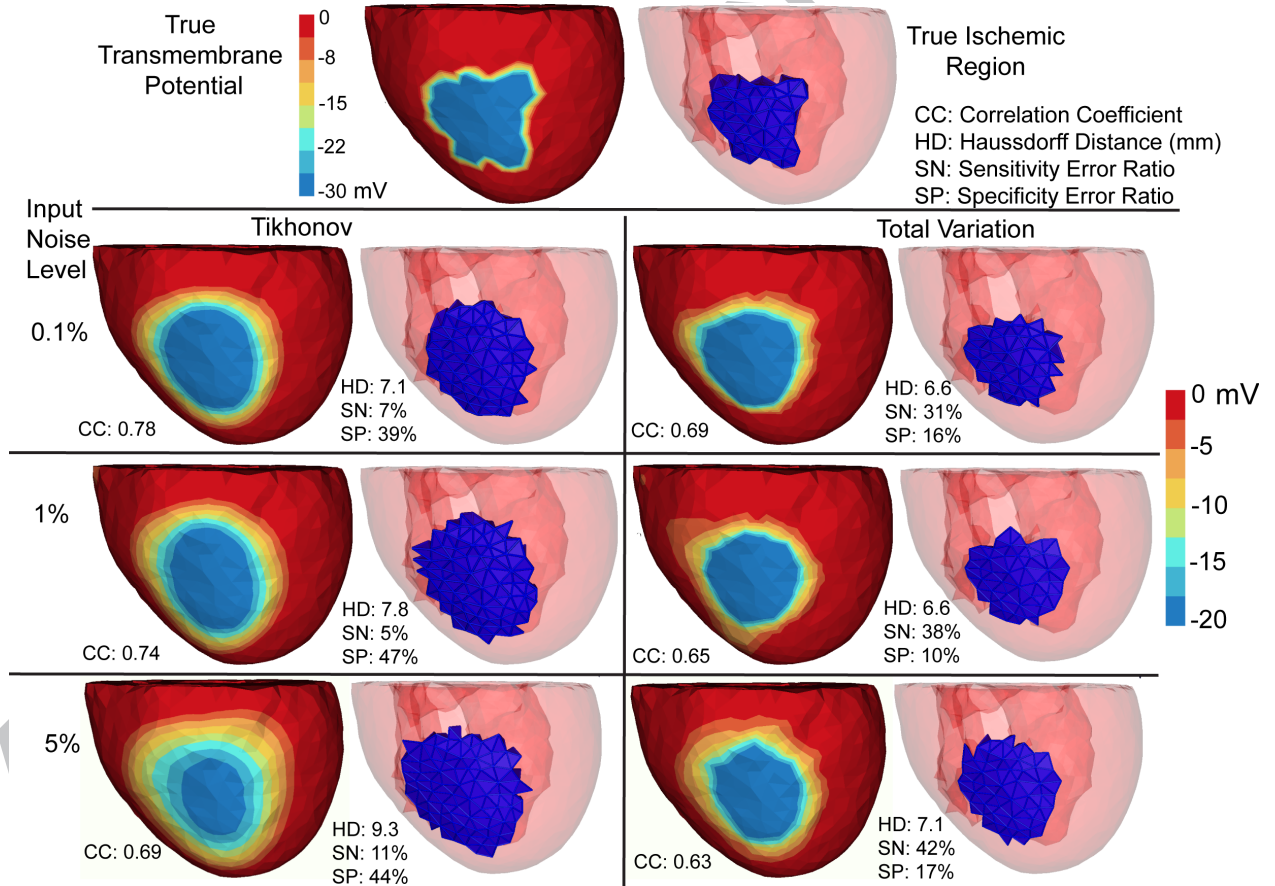 True
Transmembrane
Potential
0
-8
-15
-22
-30 mV
True Ischemic
Region
CC: Correlation Coefficient
HD: Haussdorff Distance (mm)
SN: Sensitivity Error Ratio
SP: Specificity Error Ratio
Input
Noise
Level
Tikhonov
Total Variation
0.1%
CC: 0.78
HD: 7.1
SN: 7%
SP: 39%
CC: 0.69
HD: 6.6
SN: 31%
SP: 16%
1%
CC: 0.74
HD: 7.8
SN: 5%
SP: 47%
CC: 0.65
HD: 6.6
SN: 38%
SP: 10%
5%
CC: 0.69
HD: 9.3
SN: 11%
SP: 44%
CC: 0.63
HD: 7.1
SN: 42%
SP: 17%
0 mV
-5
-10
-15
-20